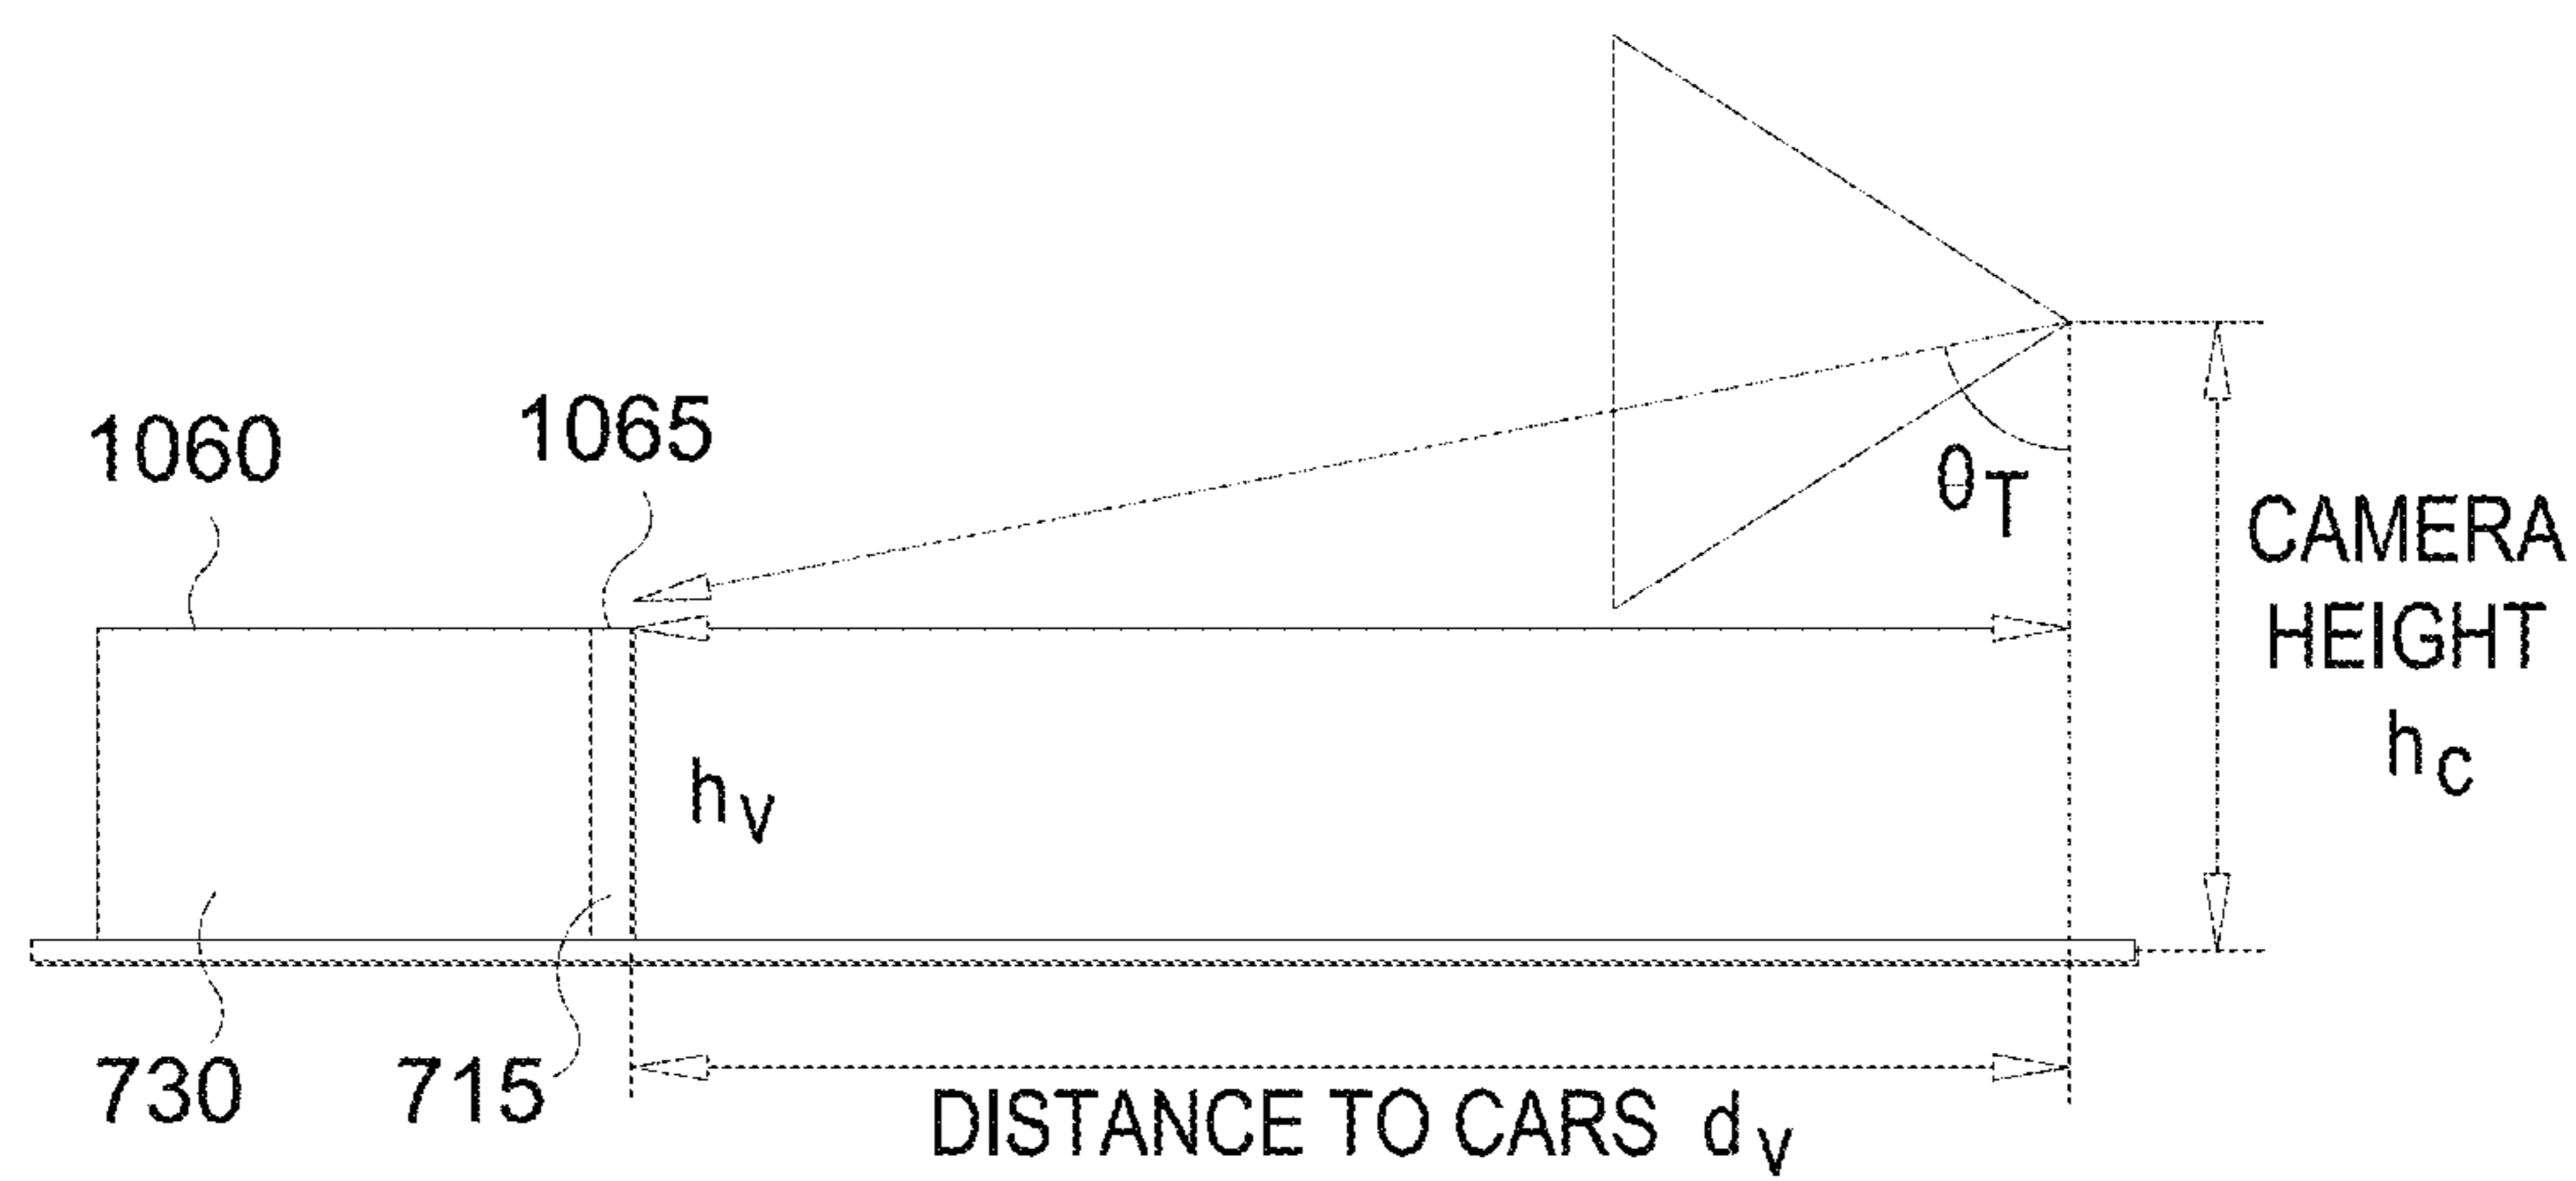 1060
1065
θT
CAMERA
HEIGHT
hC
hV
730
715
DISTANCE TO CARS dV